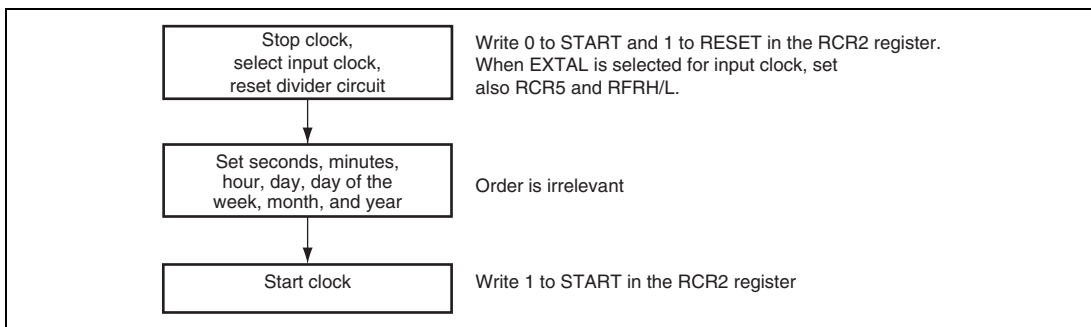 Stop clock,
select input clock,
reset divider circuit
Write 0 to START and 1 to RESET in the RCR2 register.
When EXTAL is selected for input clock, set
also RCR5 and RFRH/L.
Set seconds, minutes,
hour, day, day of the
week, month, and year
Order is irrelevant
Start clock
Write 1 to START in the RCR2 register